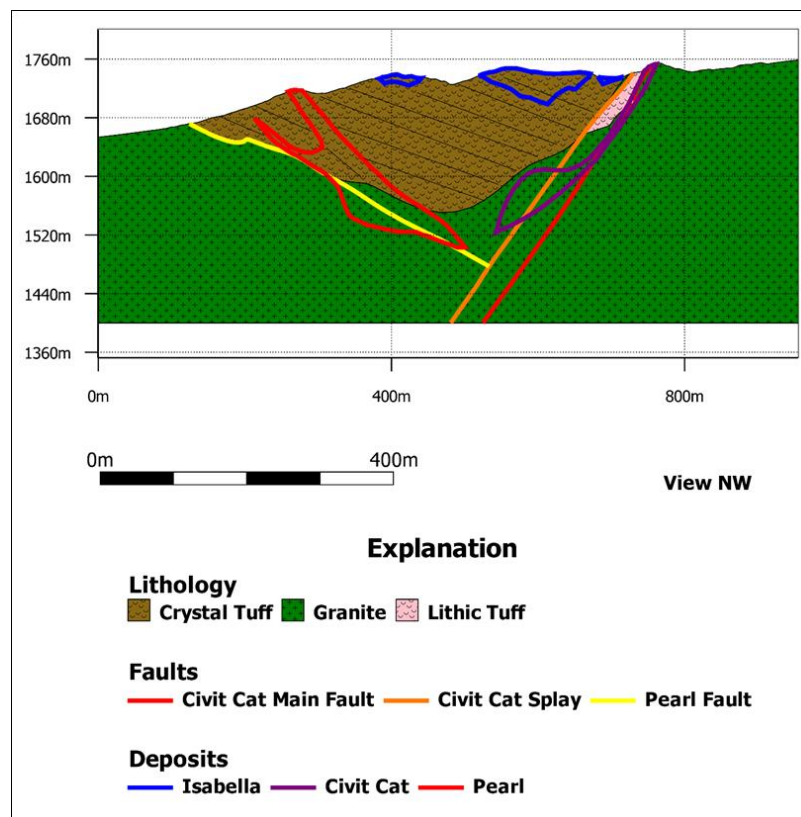 1760m
1680m
1600m
1520m
1440m
1360m
0m 400m 800m
0m 400m
View NW
Explanation
Lithology
Crystal Tuff Granite Lithic Tuff
Faults
Civit Cat Main Fault Civit Cat Splay Pearl Fault
Deposits
Isabella Civit Cat Pearl